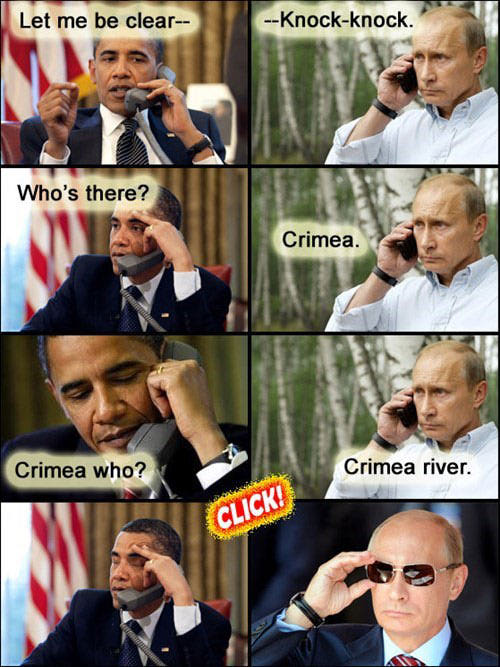 Let me be clear--
--Knock-knock.
Who's there?
Crimea.
Crimea who?
Crimea river.
CLICK!